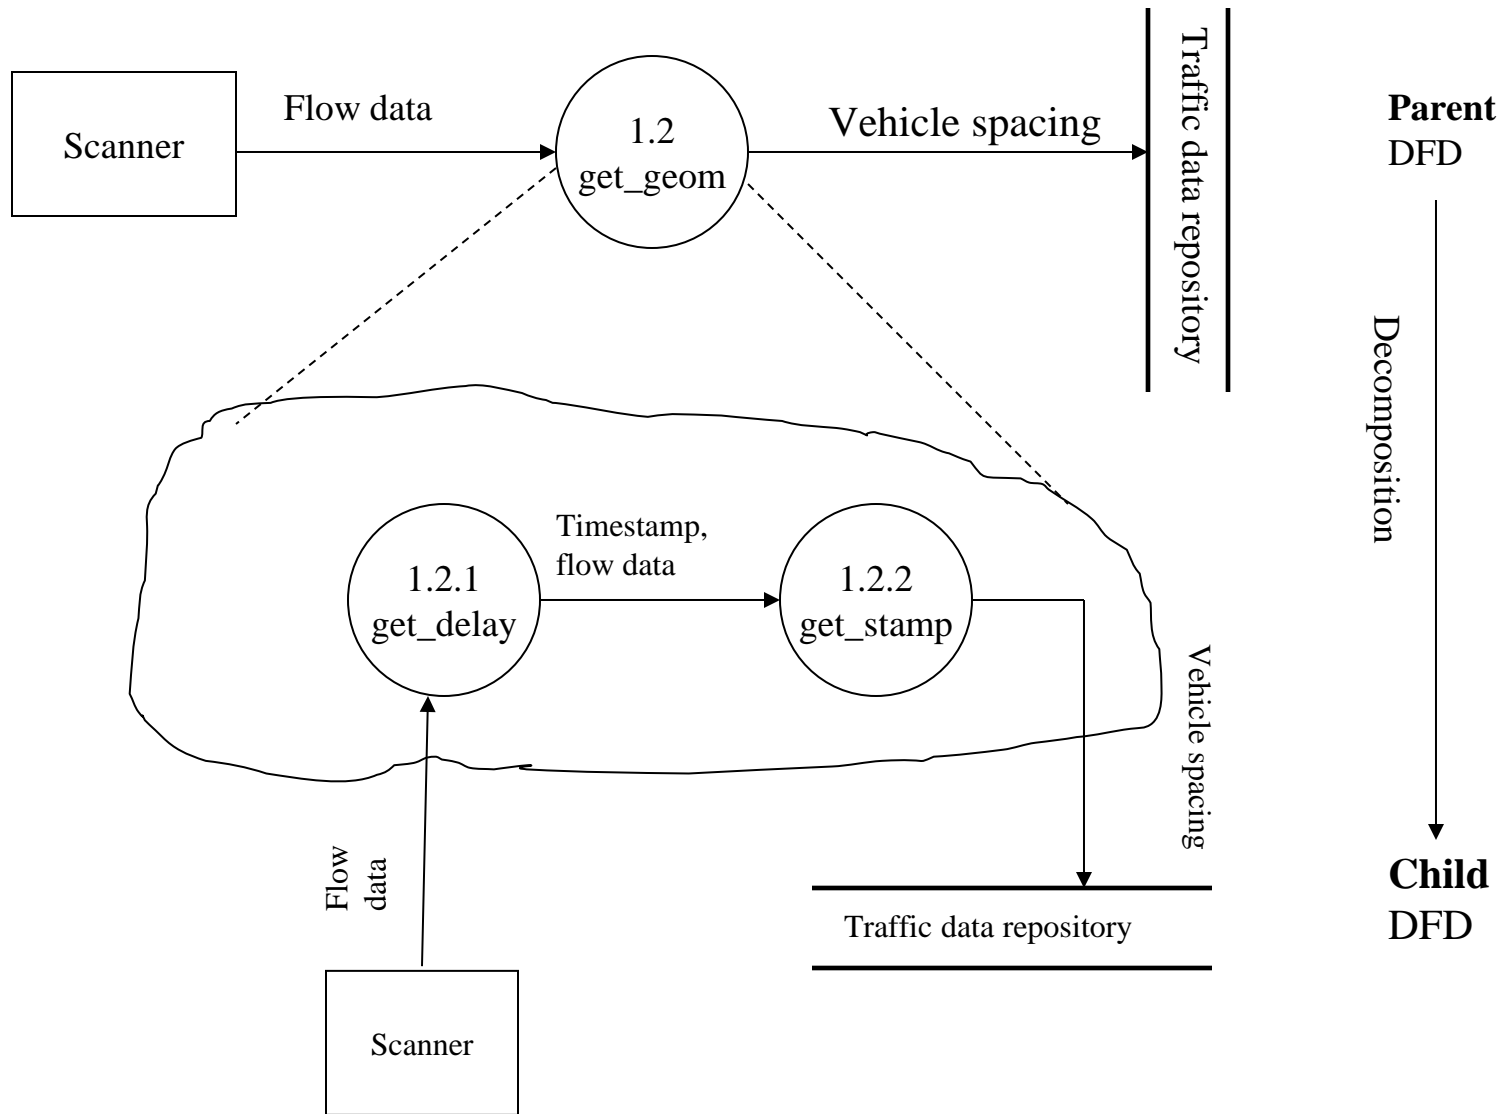 Scanner
Flow data
1.2
get_geom
Vehicle spacing
Traffic data repository
Parent
DFD
Decomposition
1.2.1
get_delay
Timestamp,
flow data
1.2.2
get_stamp
Vehicle spacing
Flow
data
Traffic data repository
Child
DFD
Scanner